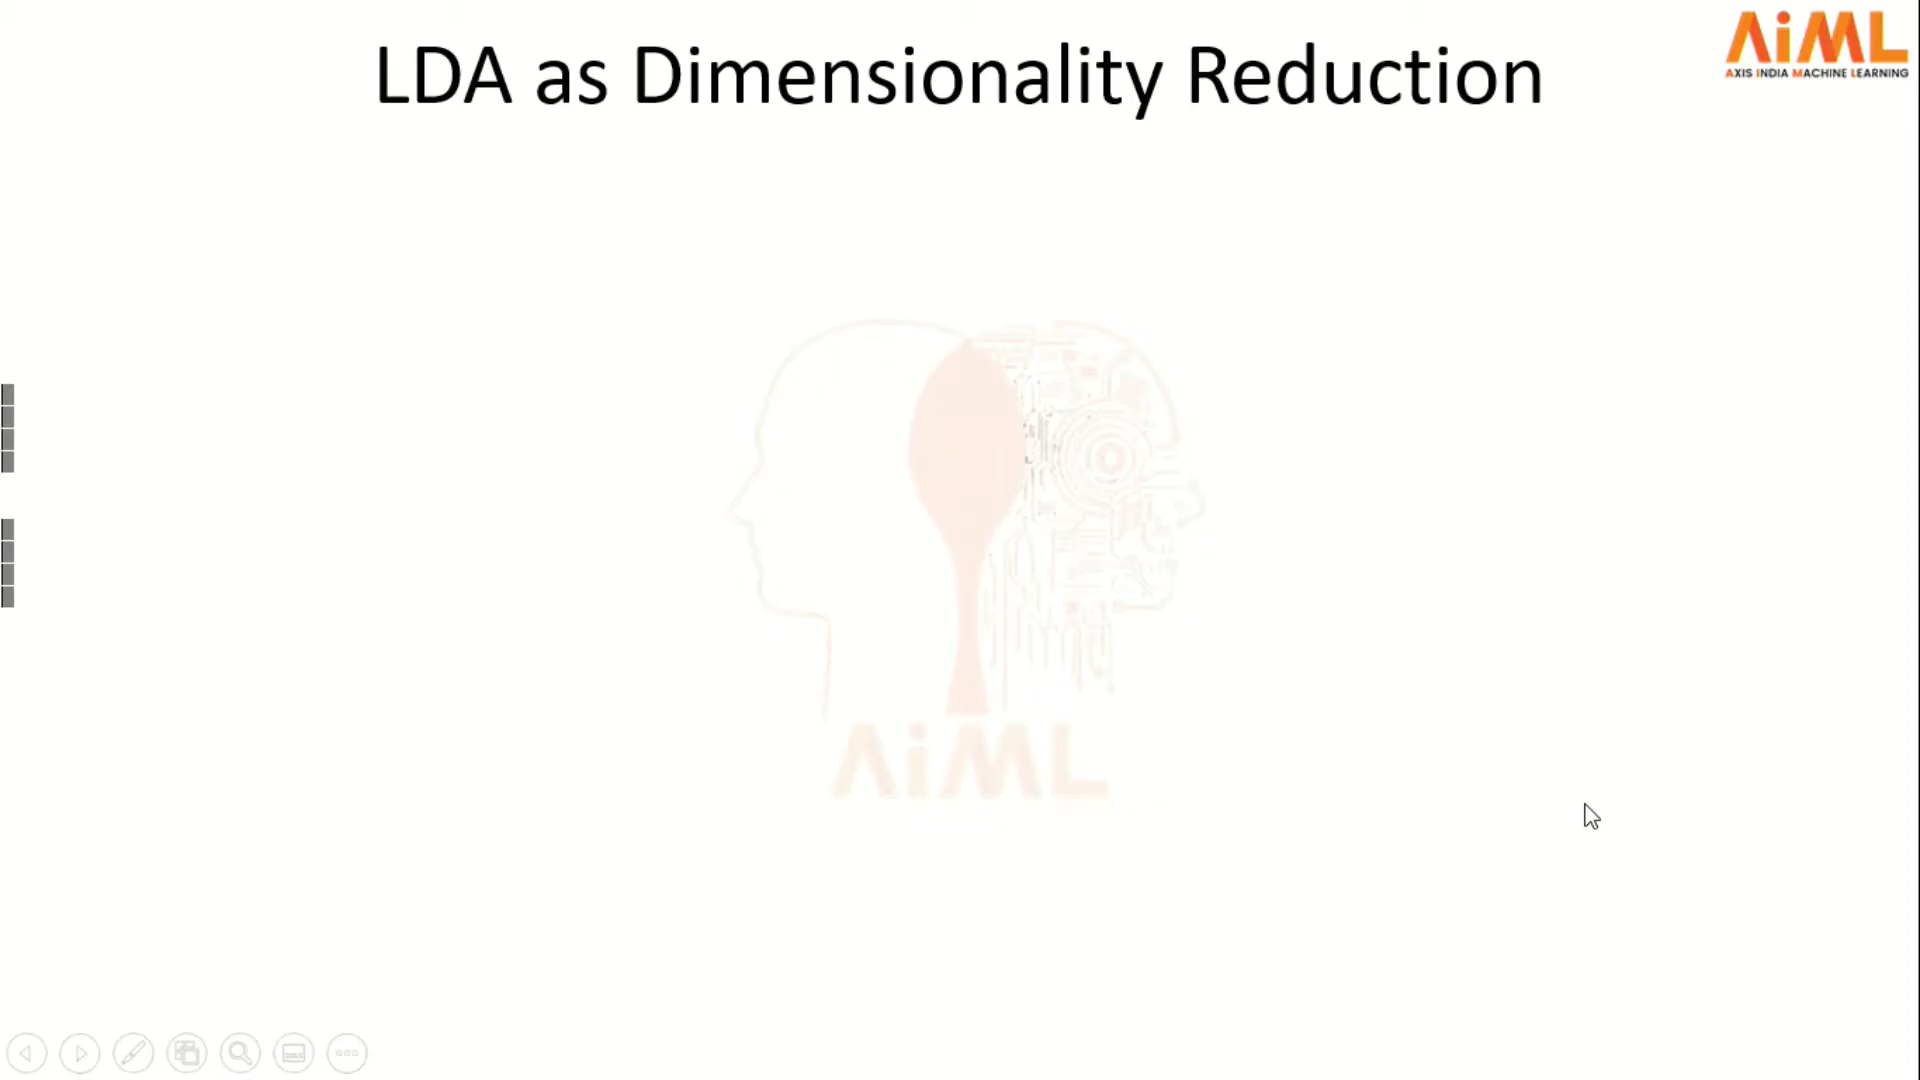 LDA as Dimensionality Reduction
AiML
AXIS INDIA MACHINE LEARNING
AiML